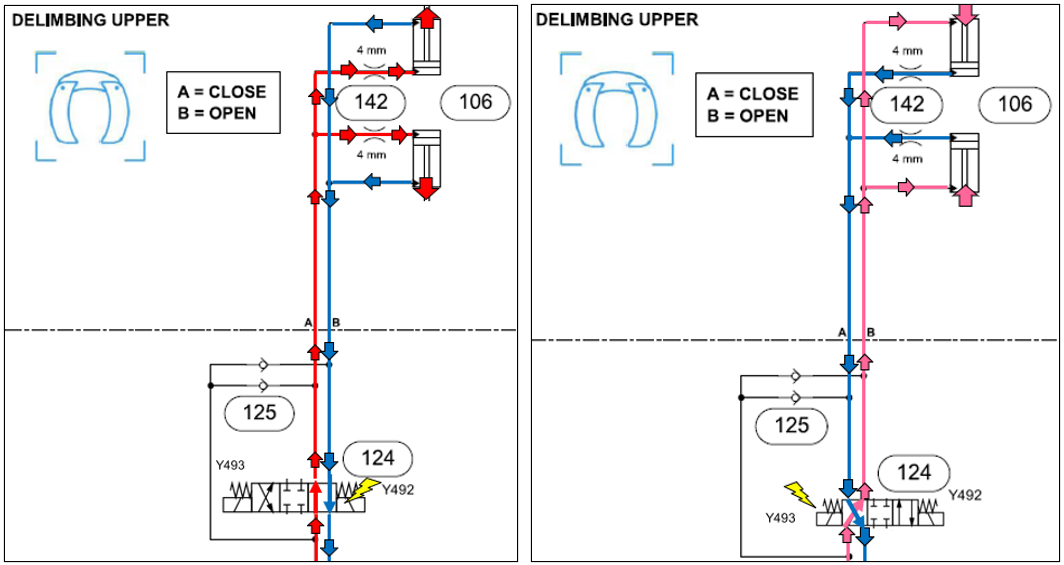 DELIMBING UPPER
4 mm
A = CLOSE
B = OPEN
142
106
4 mm
A
B
125
124
Y493
Y492
DELIMBING UPPER
4 mm
A = CLOSE
B = OPEN
142
106
4 mm
A
B
125
124
Y492
Y493